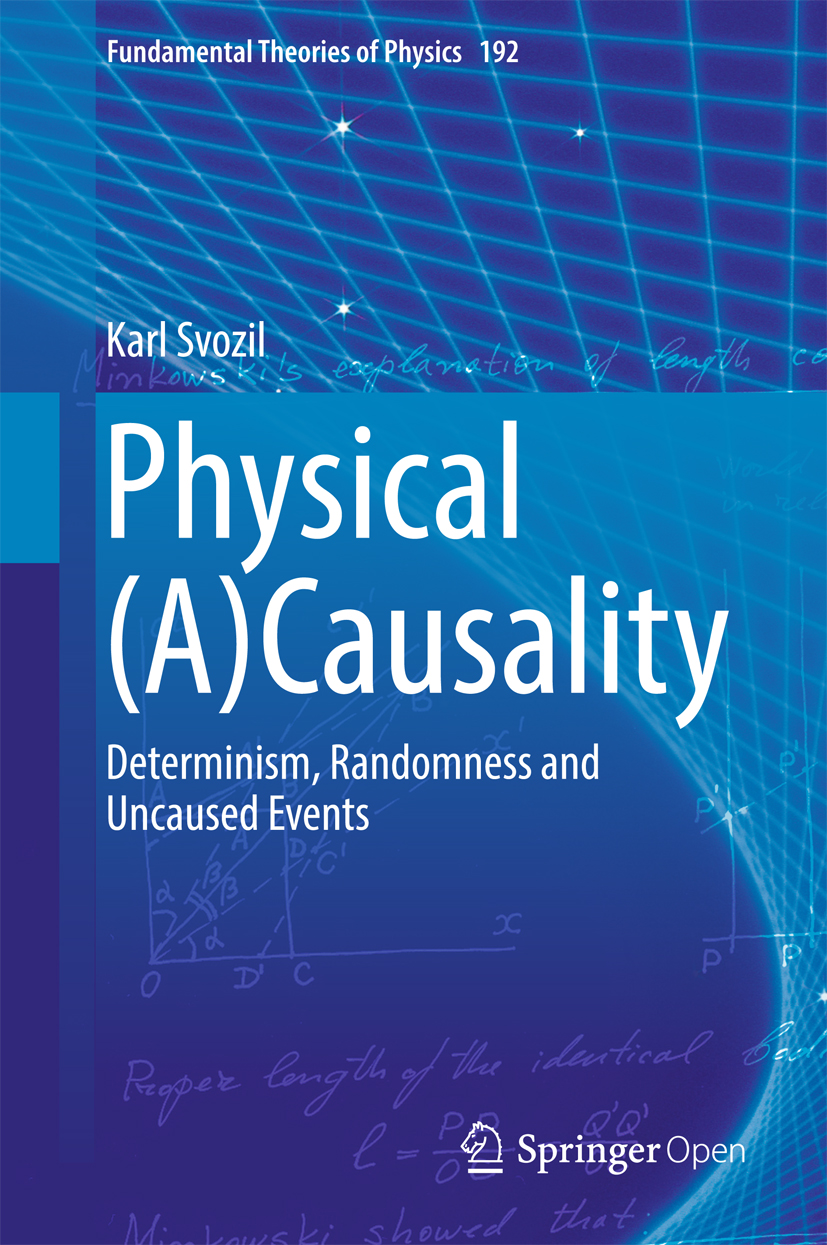 Fundamental Theories of Physics 192
Karl Svozil
Minkowski's explanation of length
Physical
(A)Causality
Determinism, Randomness and
Uncaused Events
A
B
x'
P'
P'
D
C'
β
β
α
α
x
O
D'
C
P
P
Proper length of the identical
l =
Springer Open
Minkowski showed that: